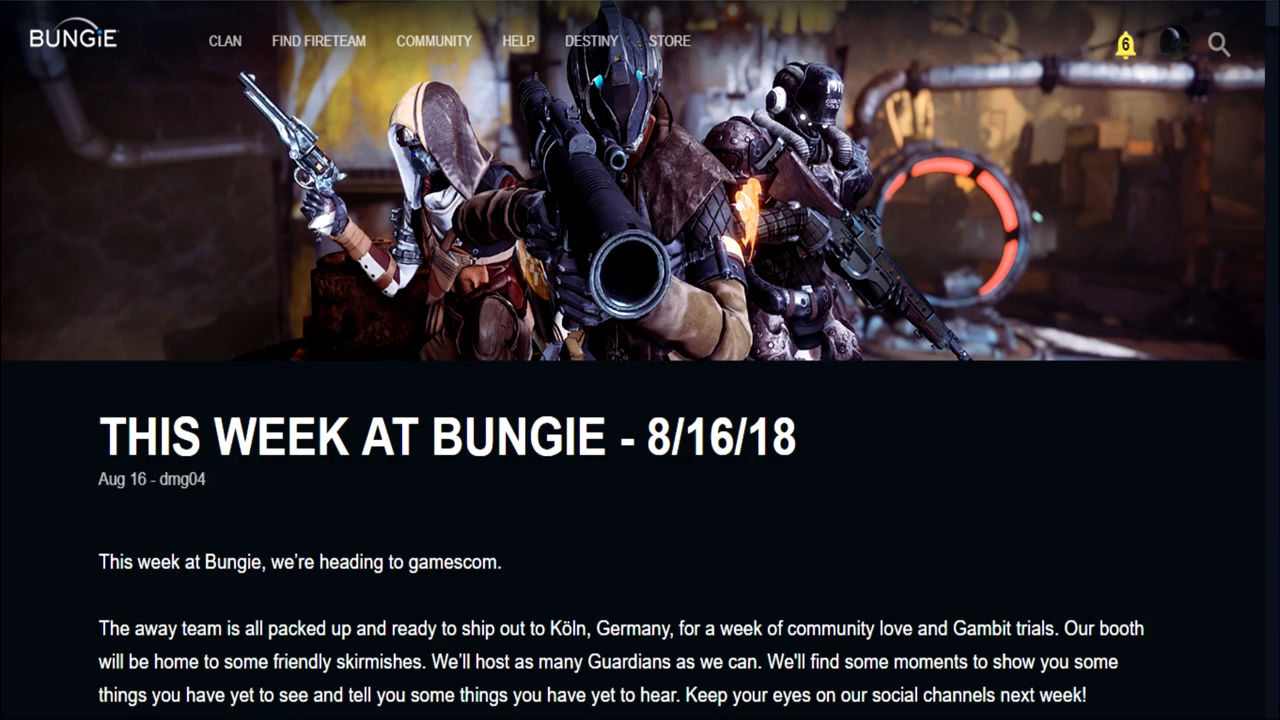 BUNGiE
CLAN FIND FIRETEAM COMMUNITY HELP DESTINY STORE
6
THIS WEEK AT BUNGIE - 8/16/18
Aug 16 - dmg04
This week at Bungie, we’re heading to gamescom.
The away team is all packed up and ready to ship out to Köln, Germany, for a week of community love and Gambit trials. Our booth
will be home to some friendly skirmishes. We’ll host as many Guardians as we can. We'll find some moments to show you some
things you have yet to see and tell you some things you have yet to hear. Keep your eyes on our social channels next week!